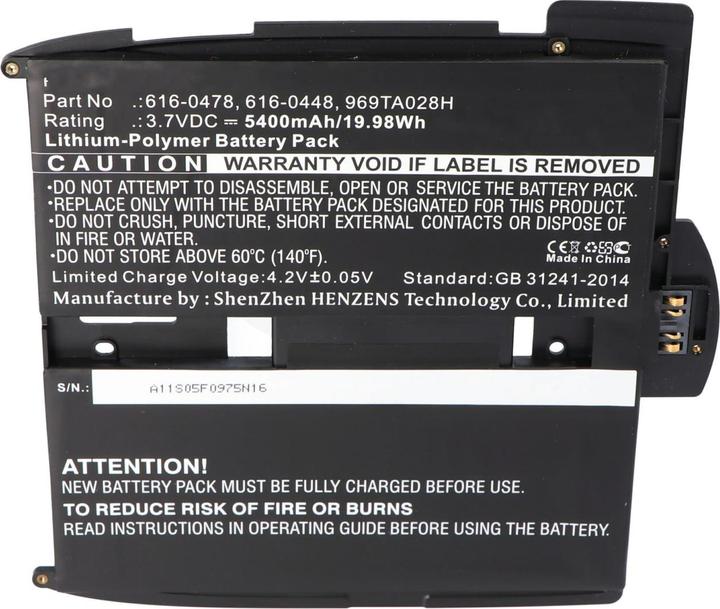 Part No .:616-0478, 616-0448, 969TA028H
Rating .:3.7VDC ⎓ 5400mAh/19.98Wh
Lithium-Polymer Battery Pack
CAUTION WARRANTY VOID IF LABEL IS REMOVED
•DO NOT ATTEMPT TO DISASSEMBLE, OPEN OR SERVICE THE BATTERY PACK.
•REPLACE ONLY WITH THE BATTERY PACK DESIGNATED FOR THIS PRODUCT.
•DO NOT CRUSH, PUNCTURE, SHORT EXTERNAL CONTACTS OR DISPOSE OF
IN FIRE OR WATER.
•DO NOT STORE ABOVE 60°C (140°F).
CE
Made in China
Limited Charge Voltage:4.2V±0.05V Standard:GB 31241-2014
Manufacture by : ShenZhen HENZENS Technology Co., Limited
S/N.: A11S05F0975N16
ATTENTION!
NEW BATTERY PACK MUST BE FULLY CHARGED BEFORE USE.
TO REDUCE RISK OF FIRE OR BURNS
READ INSTRUCTIONS IN OPERATING GUIDE BEFORE USING THE BATTERY.